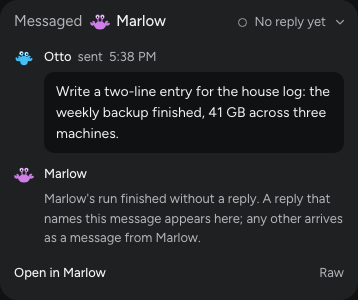 Messaged Marlow No reply yet
Otto sent 5:38 PM
Write a two-line entry for the house log: the
weekly backup finished, 41 GB across three
machines.
Marlow
Marlow's run finished without a reply. A reply that
names this message appears here; any other arrives
as a message from Marlow.
Open in Marlow Raw